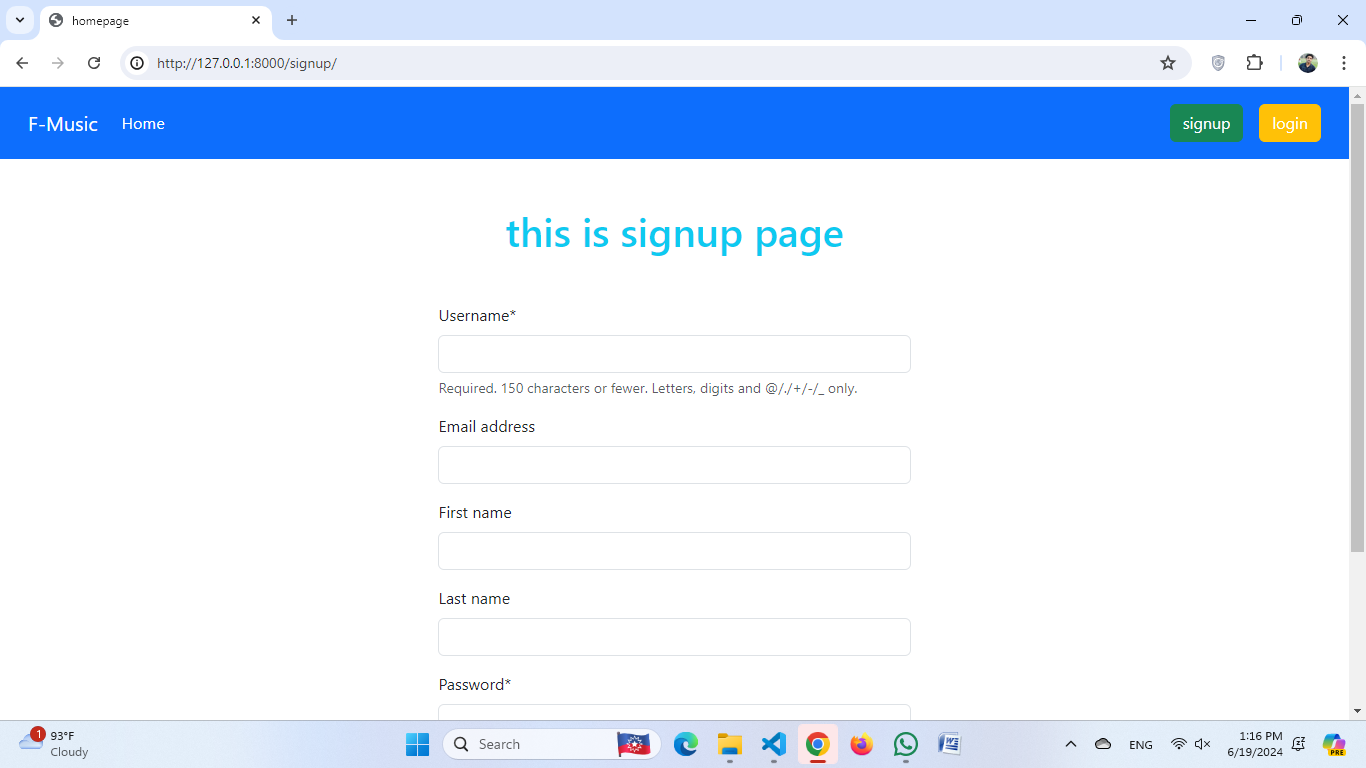 homepage
http://127.0.0.1:8000/signup/
F-Music Home signup login
this is signup page
Username*
Required. 150 characters or fewer. Letters, digits and @/./+/-/_ only.
Email address
First name
Last name
Password*
1
93°F
Cloudy
Search
W
ENG
1:16 PM
6/19/2024
PRE